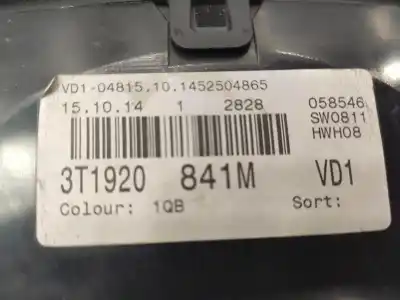 VD1-04815.10.1452504865
15.10.14 1 2828 058546
SW0811
HWH08
3T1920 841M VD1
Colour: 1QB Sort: